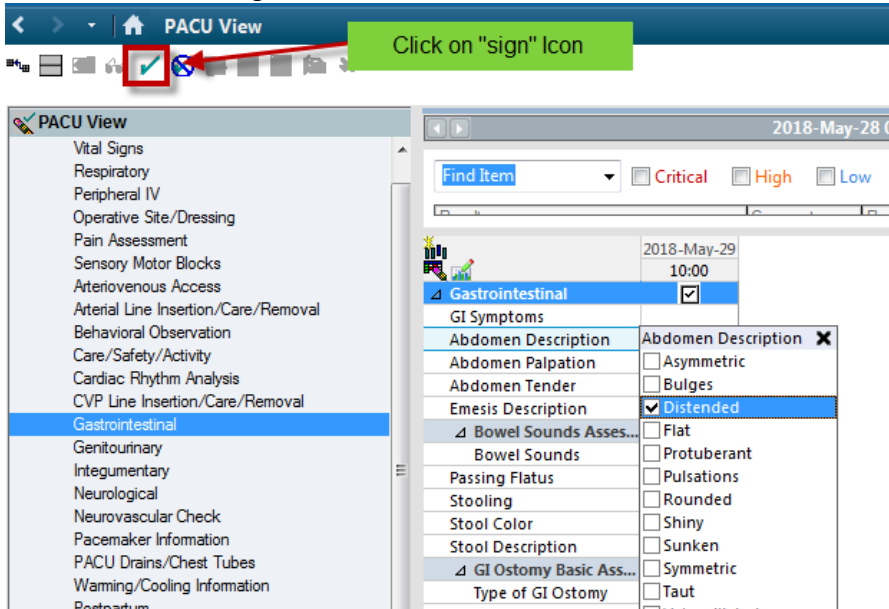 PACU View
Click on "sign" Icon
PACU View
Vital Signs
Respiratory
Peripheral IV
Operative Site/Dressing
Pain Assessment
Sensory Motor Blocks
Arteriovenous Access
Arterial Line Insertion/Care/Removal
Behavioral Observation
Care/Safety/Activity
Cardiac Rhythm Analysis
CVP Line Insertion/Care/Removal
Gastrointestinal
Genitourinary
Integumentary
Neurological
Neurovascular Check
Pacemaker Information
PACU Drains/Chest Tubes
Warming/Cooling Information
Postpartum
2018-May-28
Find Item Critical High Low
2018-May-29
10:00
Gastrointestinal
GI Symptoms
Abdomen Description
Abdomen Palpation
Abdomen Tender
Emesis Description
Bowel Sounds Asses...
Bowel Sounds
Passing Flatus
Stooling
Stool Color
Stool Description
GI Ostomy Basic Ass...
Type of GI Ostomy
Abdomen Description
Asymmetric
Bulges
Distended
Flat
Protuberant
Pulsations
Rounded
Shiny
Sunken
Symmetric
Taut